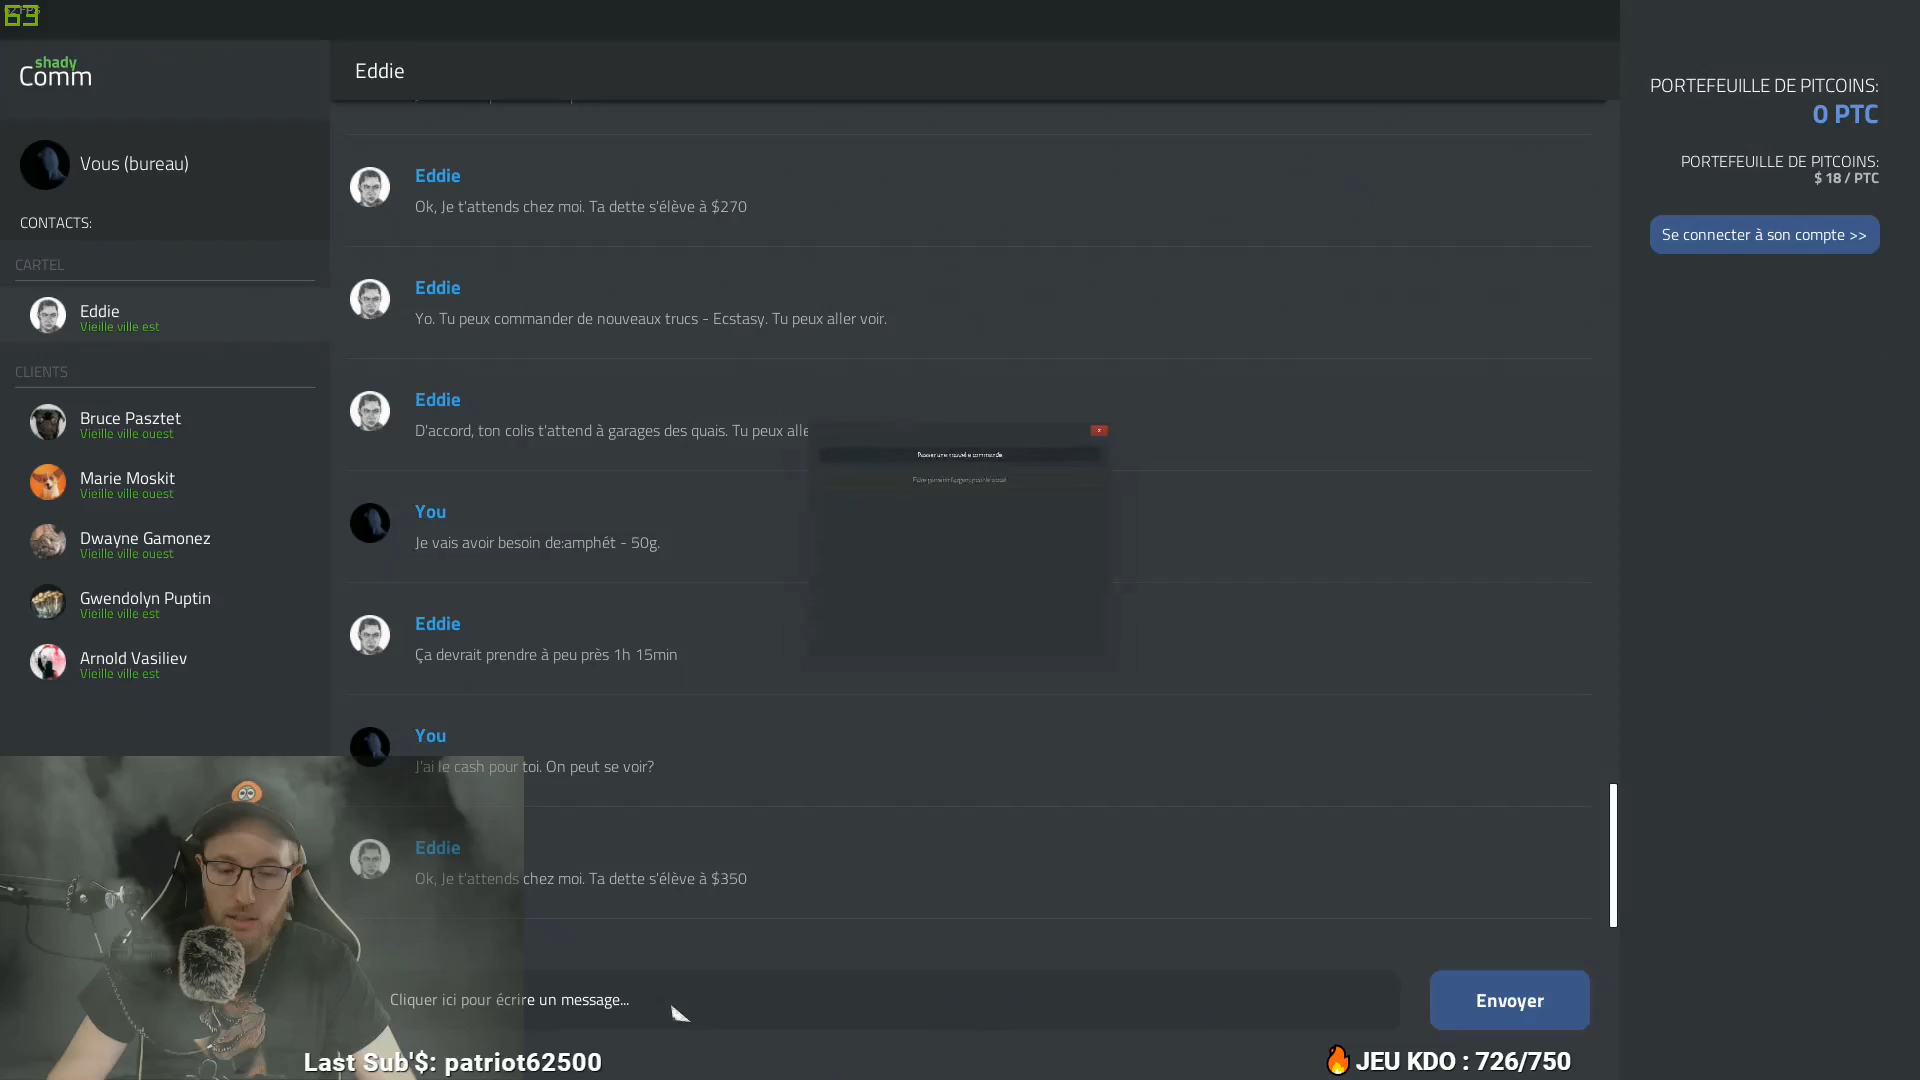 63
shady
Comm
Eddie
PORTEFEUILLE DE PITCOINS:
0 PTC
PORTEFEUILLE DE PITCOINS:
$ 18 / PTC
Se connecter à son compte >>
Vous (bureau)
CONTACTS:
CARTEL
Eddie
Vieille ville est
CLIENTS
Bruce Pasztet
Vieille ville ouest
Marie Moskit
Vieille ville ouest
Dwayne Gamonez
Vieille ville ouest
Gwendolyn Puptin
Vieille ville est
Arnold Vasiliev
Vieille ville est
Eddie
Ok, Je t'attends chez moi. Ta dette s'élève à $270
Eddie
Yo. Tu peux commander de nouveaux trucs - Ecstasy. Tu peux aller voir.
Eddie
D'accord, ton colis t'attend à garages des quais. Tu peux alle
x
Passer une nouvelle commande.
You
Je vais avoir besoin de:amphét - 50g.
Eddie
Ça devrait prendre à peu près 1h 15min
You
J'ai le cash pour toi. On peut se voir?
Eddie
Ok, Je t'attends chez moi. Ta dette s'élève à $350
Cliquer ici pour écrire un message...
Envoyer
Last Sub'$: patriot62500
JEU KDO : 726/750